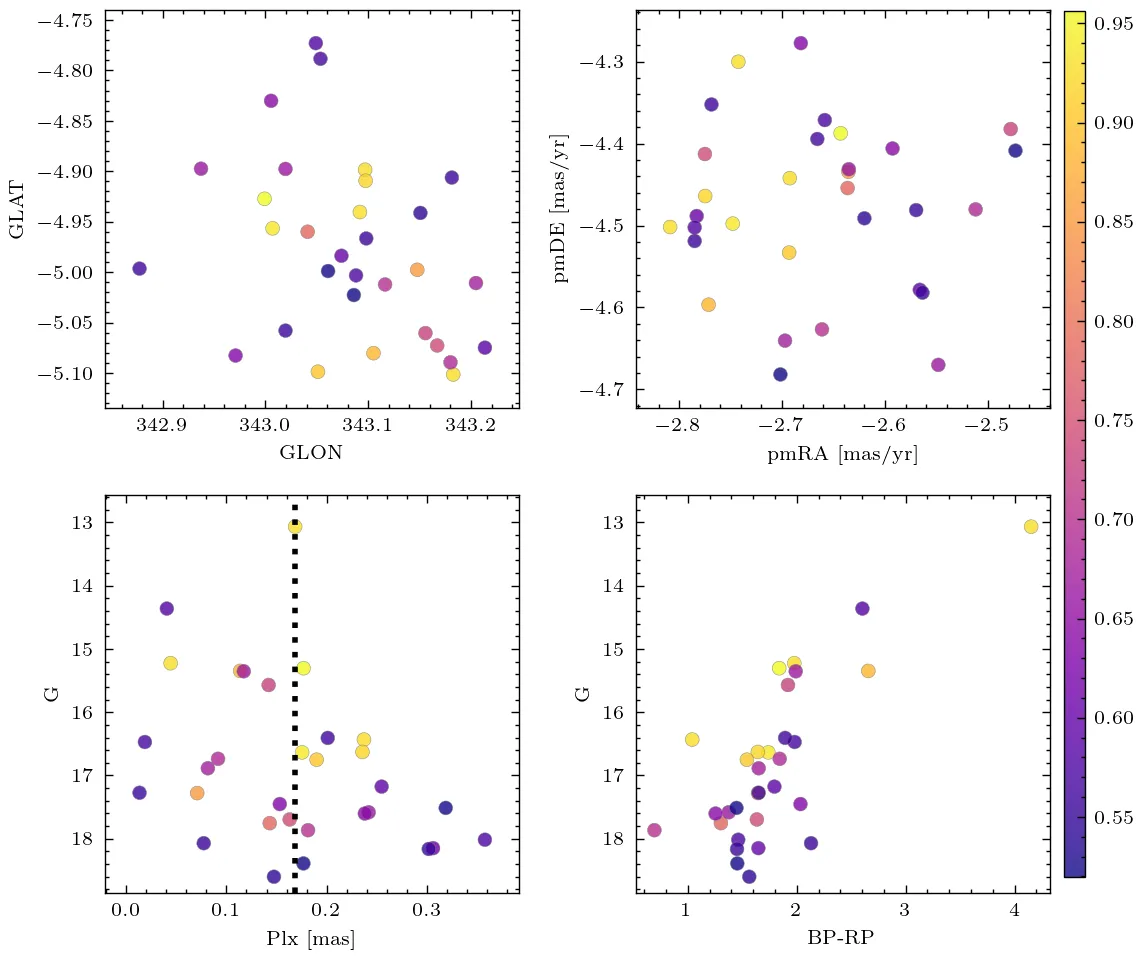 −4.75
−4.80
−4.85
−4.90
−4.95
−5.00
−5.05
−5.10
GLAT
342.9 343.0 343.1 343.2
GLON
−4.3
−4.4
−4.5
−4.6
−4.7
pmDE [mas/yr]
−2.8 −2.7 −2.6 −2.5
pmRA [mas/yr]
0.95
0.90
0.85
0.80
0.75
0.70
0.65
0.60
0.55
13
14
15
16
17
18
G
0.0 0.1 0.2 0.3
Plx [mas]
13
14
15
16
17
18
G
1 2 3 4
BP-RP